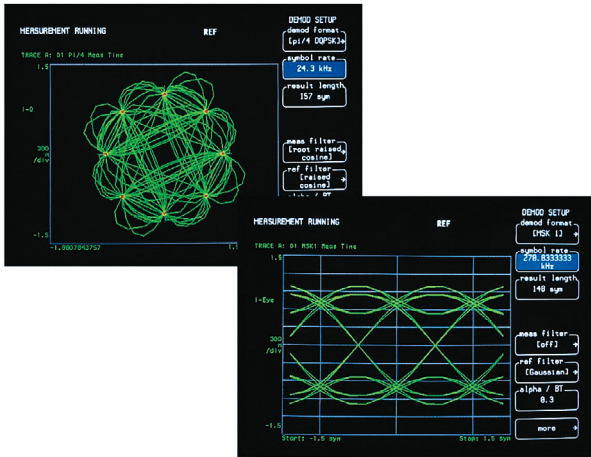 MEASUREMENT RUNNING
REF
DEMOD SETUP
demod format
[pi/4 DQPSK]
TRACE A: D1 Pi/4 Meas Time
1.5
symbol rate
24.3 kHz
result length
157 sym
I-Q
300
m
/div
meas filter
[root raised
cosine]
ref filter
[raised
cosine]
alpha / BT
-1.5
MEASUREMENT RUNNING
REF
DEMOD SETUP
demod format
[MSK 1]
TRACE A: D1 MSK1 Meas Time
1.5
symbol rate
270.8333333
kHz
result length
148 sym
I-Eye
300
m
/div
meas filter
[off]
ref filter
[Gaussian]
alpha / BT
0.3
more
-1.5
Start: -1.5 sym
Stop: 1.5 sym